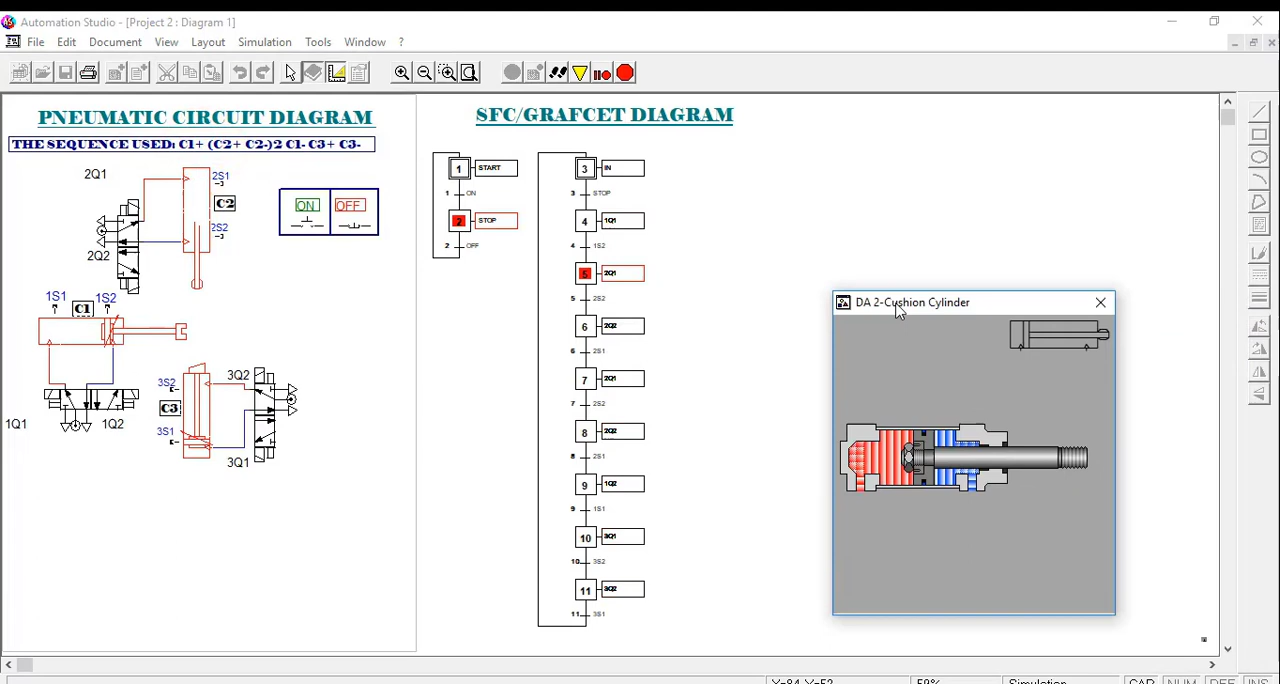 Automation Studio - [Project 2 : Diagram 1]
File Edit Document View Layout Simulation Tools Window ?
PNEUMATIC CIRCUIT DIAGRAM
THE SEQUENCE USED: C1+ (C2+ C2-)2 C1- C3+ C3-
2Q1
2S1
C2
2S2
2Q2
ON OFF
1S1 1S2
C1
1Q1 1Q2
3S2
C3
3S1
3Q2
3Q1
SFC/GRAFCET DIAGRAM
1 START
1 ON
2 STOP
2 OFF
3 IN
3 STOP
4 1Q1
4 1S2
5 2Q1
5 2S2
6 2Q2
6 2S1
7 2Q1
7 2S2
8 2Q2
8 2S1
9 1Q2
9 1S1
10 3Q1
10 3S2
11 3Q2
11 3S1
DA 2-Cushion Cylinder
X=84 Y=52 59% Simulation CAP NUM DEF INS